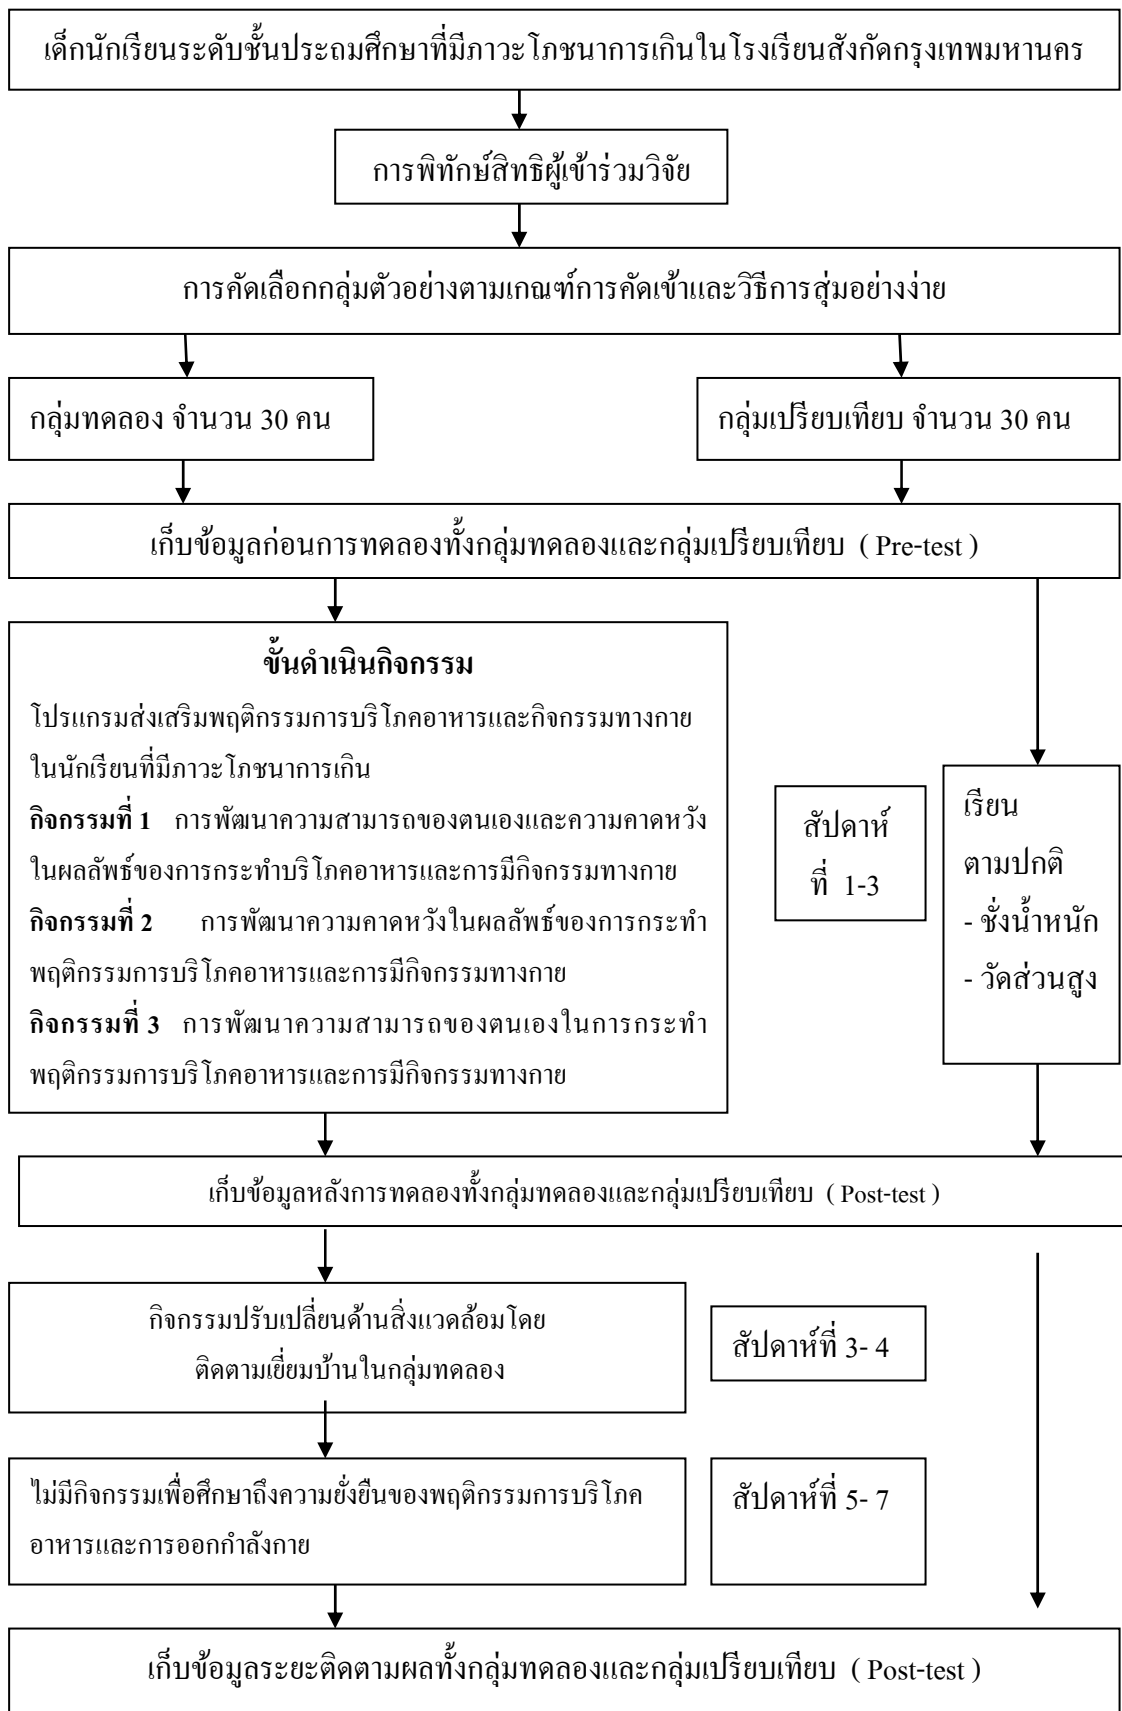 เด็กนักเรียนระดับชั้นประถมศึกษาที่มีภาวะโภชนาการเกินในโรงเรียนสังกัดกรุงเทพมหานคร
การพิทักษ์สิทธิผู้เข้าร่วมวิจัย
การคัดเลือกกลุ่มตัวอย่างตามเกณฑ์การคัดเข้าและวิธีการสุ่มอย่างง่าย
กลุ่มทดลอง จำนวน 30 คน
กลุ่มเปรียบเทียบ จำนวน 30 คน
เก็บข้อมูลก่อนการทดลองทั้งกลุ่มทดลองและกลุ่มเปรียบเทียบ ( Pre-test )
ขั้นดำเนินกิจกรรม
โปรแกรมส่งเสริมพฤติกรรมการบริโภคอาหารและกิจกรรมทางกาย
ในนักเรียนที่มีภาวะโภชนาการเกิน
กิจกรรมที่ 1 การพัฒนาความสามารถของตนเองและความคาดหวัง
ในผลลัพธ์ของการกระทำบริโภคอาหารและการมีกิจกรรมทางกาย
กิจกรรมที่ 2 การพัฒนาความคาดหวังในผลลัพธ์ของการกระทำ
พฤติกรรมการบริโภคอาหารและการมีกิจกรรมทางกาย
กิจกรรมที่ 3 การพัฒนาความสามารถของตนเองในการกระทำ
พฤติกรรมการบริโภคอาหารและการมีกิจกรรมทางกาย
สัปดาห์
ที่ 1-3
เรียน
ตามปกติ
- ชั่งน้ำหนัก
- วัดส่วนสูง
เก็บข้อมูลหลังการทดลองทั้งกลุ่มทดลองและกลุ่มเปรียบเทียบ ( Post-test )
กิจกรรมปรับเปลี่ยนด้านสิ่งแวดล้อมโดย
ติดตามเยี่ยมบ้านในกลุ่มทดลอง
สัปดาห์ที่ 3- 4
ไม่มีกิจกรรมเพื่อศึกษาถึงความยั่งยืนของพฤติกรรมการบริโภค
อาหารและการออกกำลังกาย
สัปดาห์ที่ 5- 7
เก็บข้อมูลระยะติดตามผลทั้งกลุ่มทดลองและกลุ่มเปรียบเทียบ ( Post-test )